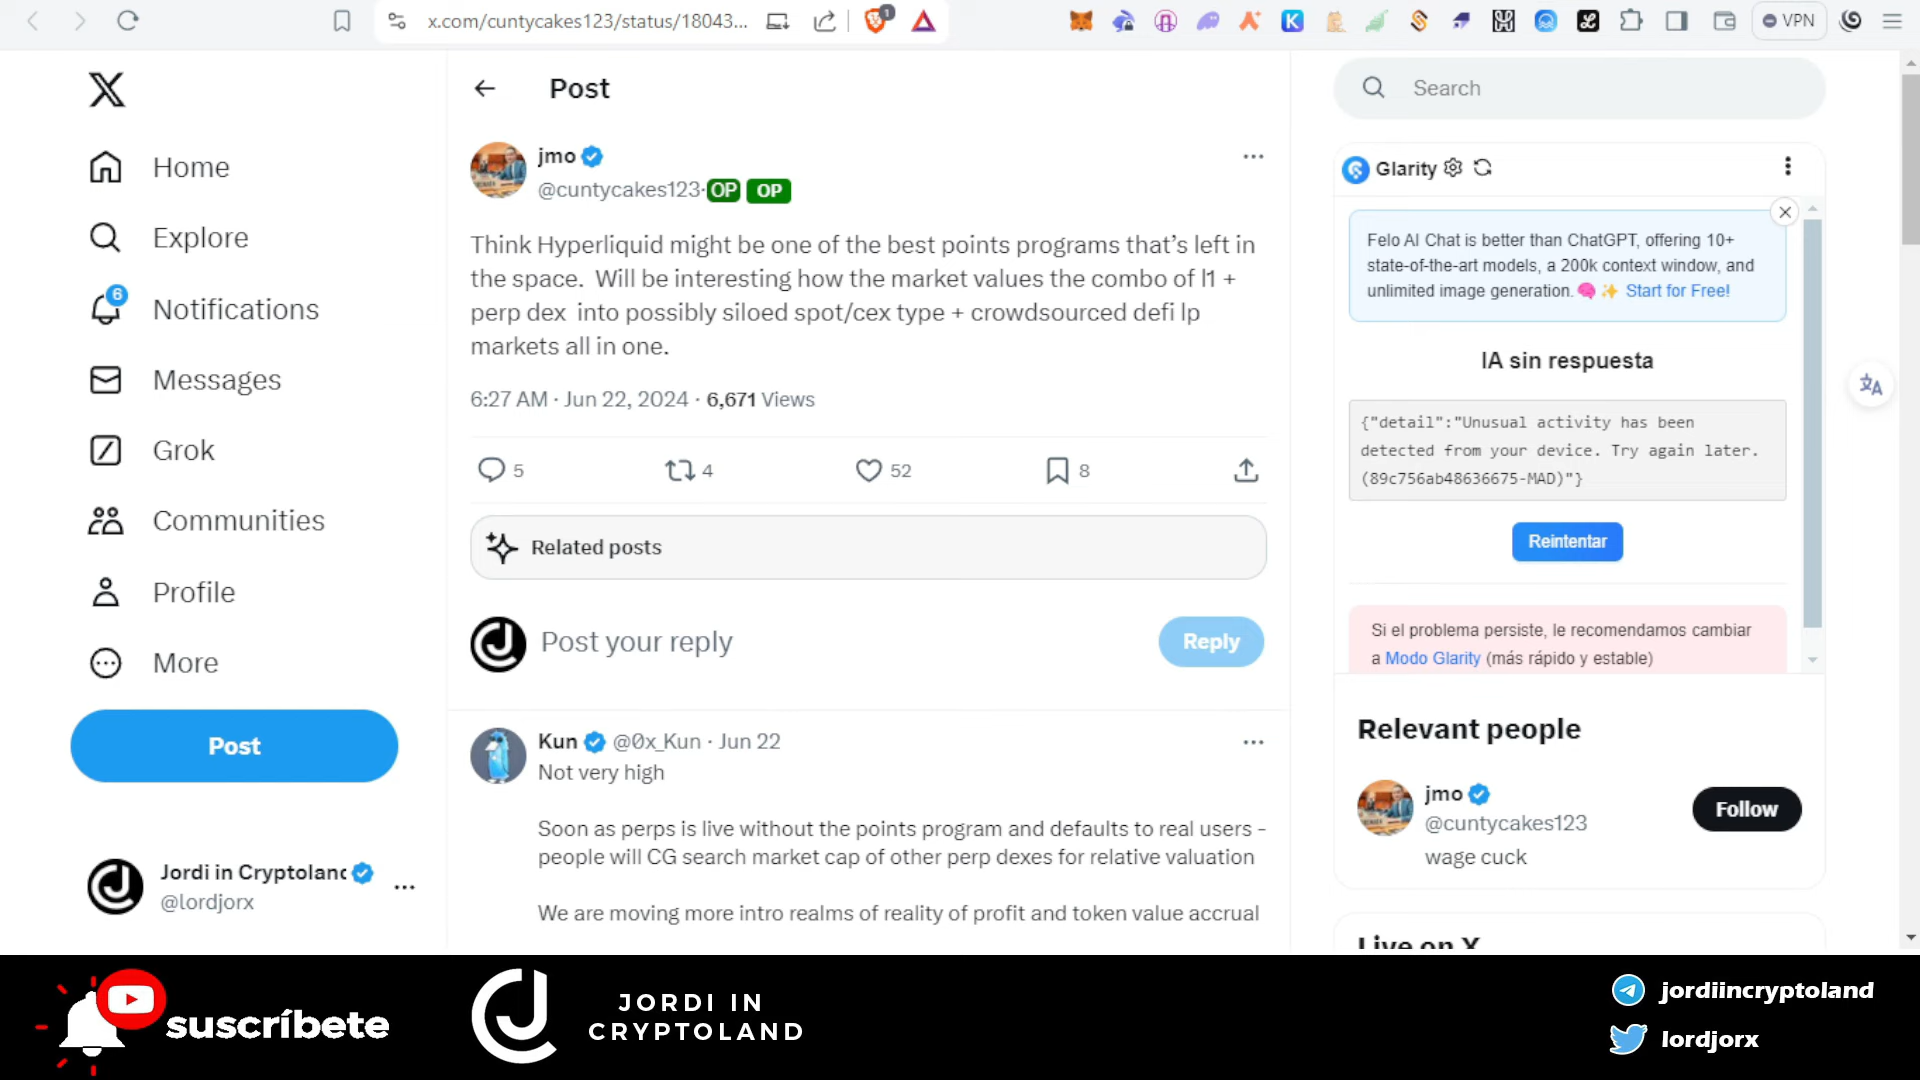 x.com/cuntycakes123/status/18043...
1
VPN
Post
Search
Home
Explore
6
Notifications
Messages
Grok
Communities
Profile
More
Post
Jordi in Cryptolanc
@lordjorx
jmo
@cuntycakes123· OP OP
Think Hyperliquid might be one of the best points programs that's left in
the space.  Will be interesting how the market values the combo of l1 +
perp dex  into possibly siloed spot/cex type + crowdsourced defi lp
markets all in one.
6:27 AM · Jun 22, 2024 · 6,671 Views
5 4 52 8
Related posts
Post your reply
Reply
Kun @0x_Kun · Jun 22
Not very high
Soon as perps is live without the points program and defaults to real users –
people will CG search market cap of other perp dexes for relative valuation
We are moving more intro realms of reality of profit and token value accrual
Glarity
Felo AI Chat is better than ChatGPT, offering 10+
state-of-the-art models, a 200k context window, and
unlimited image generation. 🧠 ✨ Start for Free!
IA sin respuesta
{"detail":"Unusual activity has been
detected from your device. Try again later.
(89c756ab48636675-MAD)"}
Reintentar
Si el problema persiste, le recomendamos cambiar
a Modo Glarity (más rápido y estable)
Relevant people
jmo
@cuntycakes123
wage cuck
Follow
Live on X
suscríbete
JORDI IN
CRYPTOLAND
jordiincryptoland
lordjorx